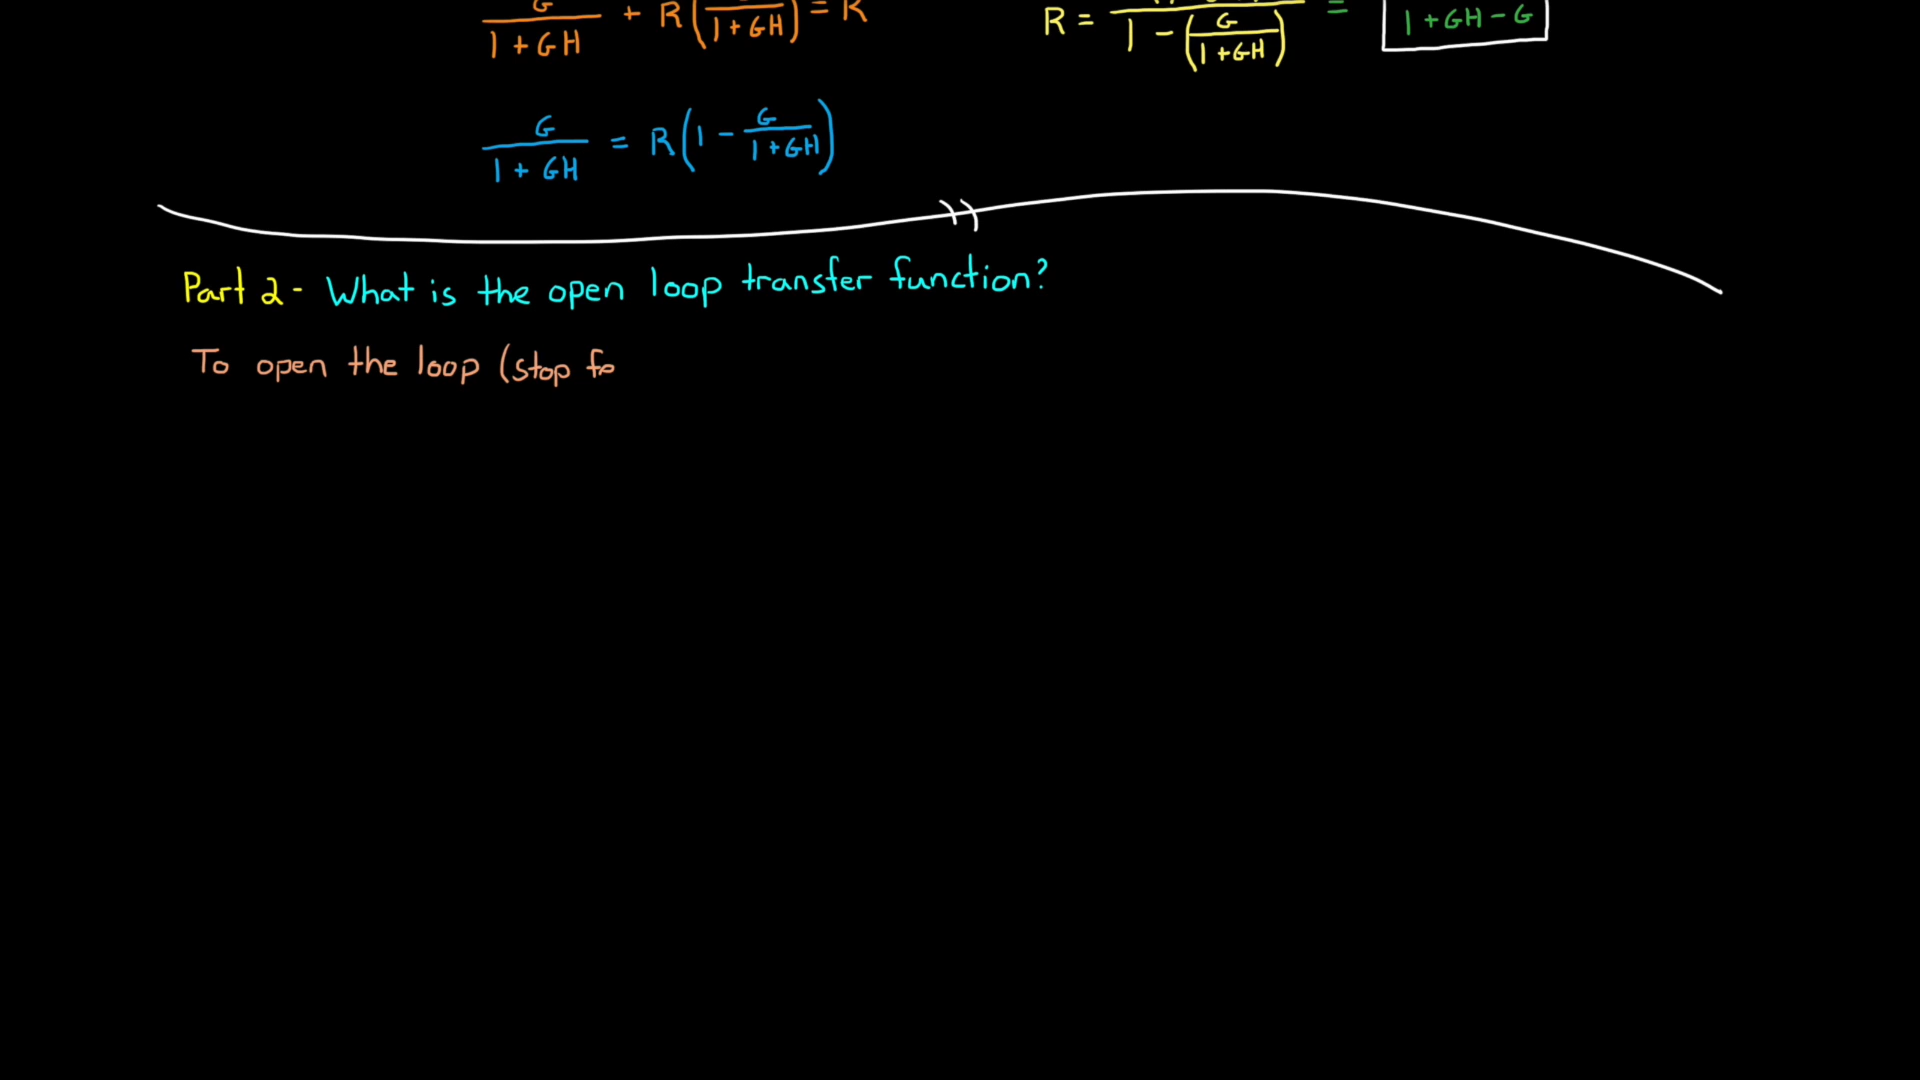 G / (1 + GH) + R (/ (1 + GH)) = R
R = / (1 - (G / (1 + GH))) = / (1 + GH - G)
G / (1 + GH) = R (1 - G / (1 + GH))
Part 2 - What is the open loop transfer function?
To open the loop (stop